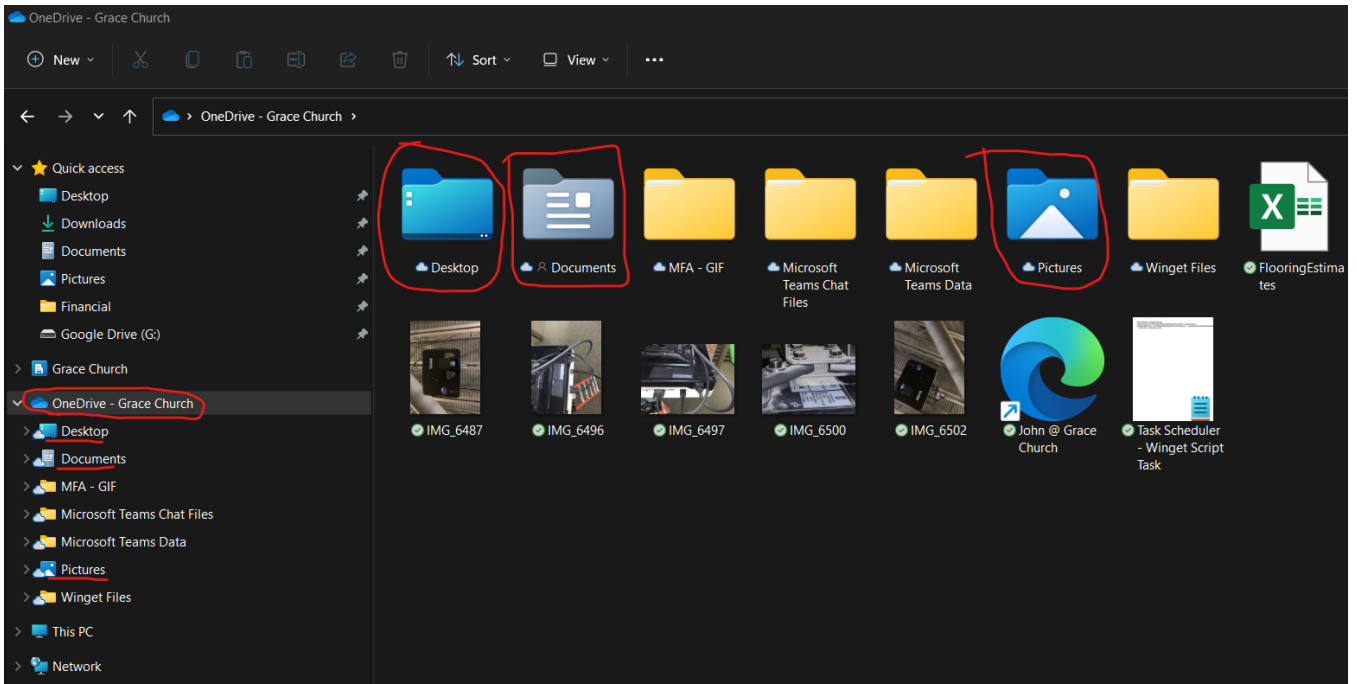 OneDrive - Grace Church
New
Sort
View
OneDrive - Grace Church
Quick access
Desktop
Downloads
Documents
Pictures
Financial
Google Drive (G:)
Grace Church
OneDrive - Grace Church
Desktop
Documents
MFA - GIF
Microsoft Teams Chat Files
Microsoft Teams Data
Pictures
Winget Files
This PC
Network
Desktop
Documents
MFA - GIF
Microsoft
Teams Chat
Files
Microsoft
Teams Data
Pictures
Winget Files
FlooringEstima
tes
IMG_6487
IMG_6496
IMG_6497
IMG_6500
IMG_6502
John @ Grace
Church
Task Scheduler
- Winget Script
Task